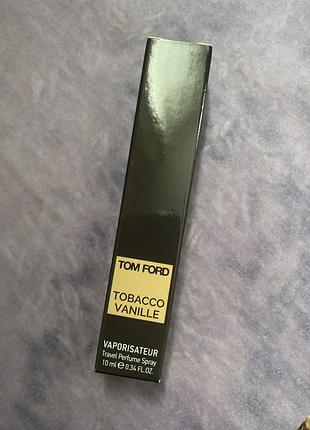 TOM FORD
TOBACCO
VANILLE
VAPORISATEUR
Travel Perfume Spray
10 ml ℮ 0.34 FL.OZ.